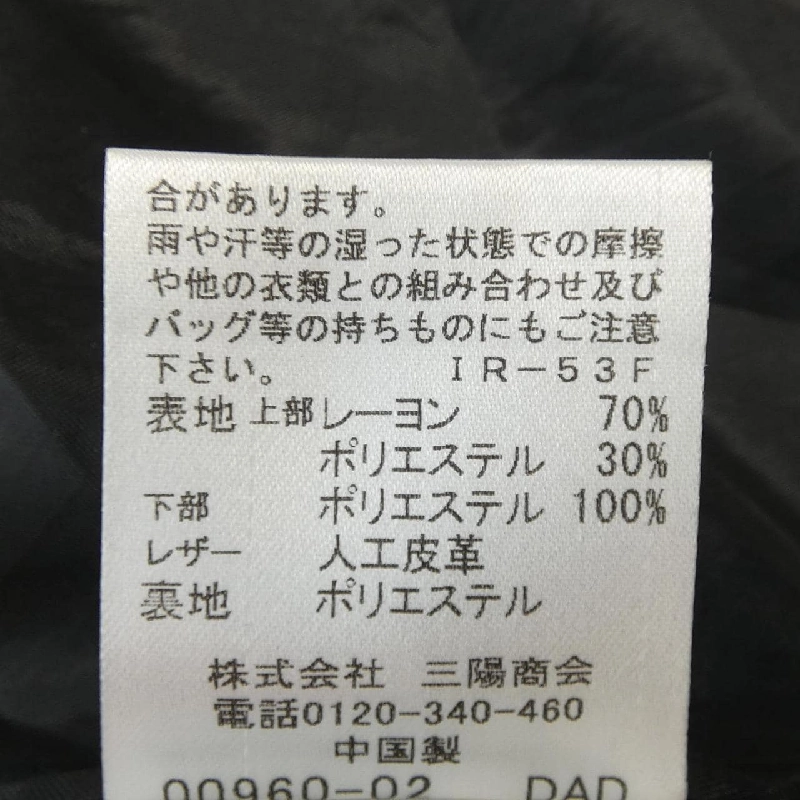 合があります。
雨や汗等の湿った状態での摩擦
や他の衣類との組み合わせ及び
バッグ等の持ちものにもご注意
下さい。 IR-53F
表地 上部 レーヨン 70%
ポリエステル 30%
下部 ポリエステル 100%
レザー 人工皮革
裏地 ポリエステル
株式会社 三陽商会
電話0120-340-460
中国製
00960-02 DAD